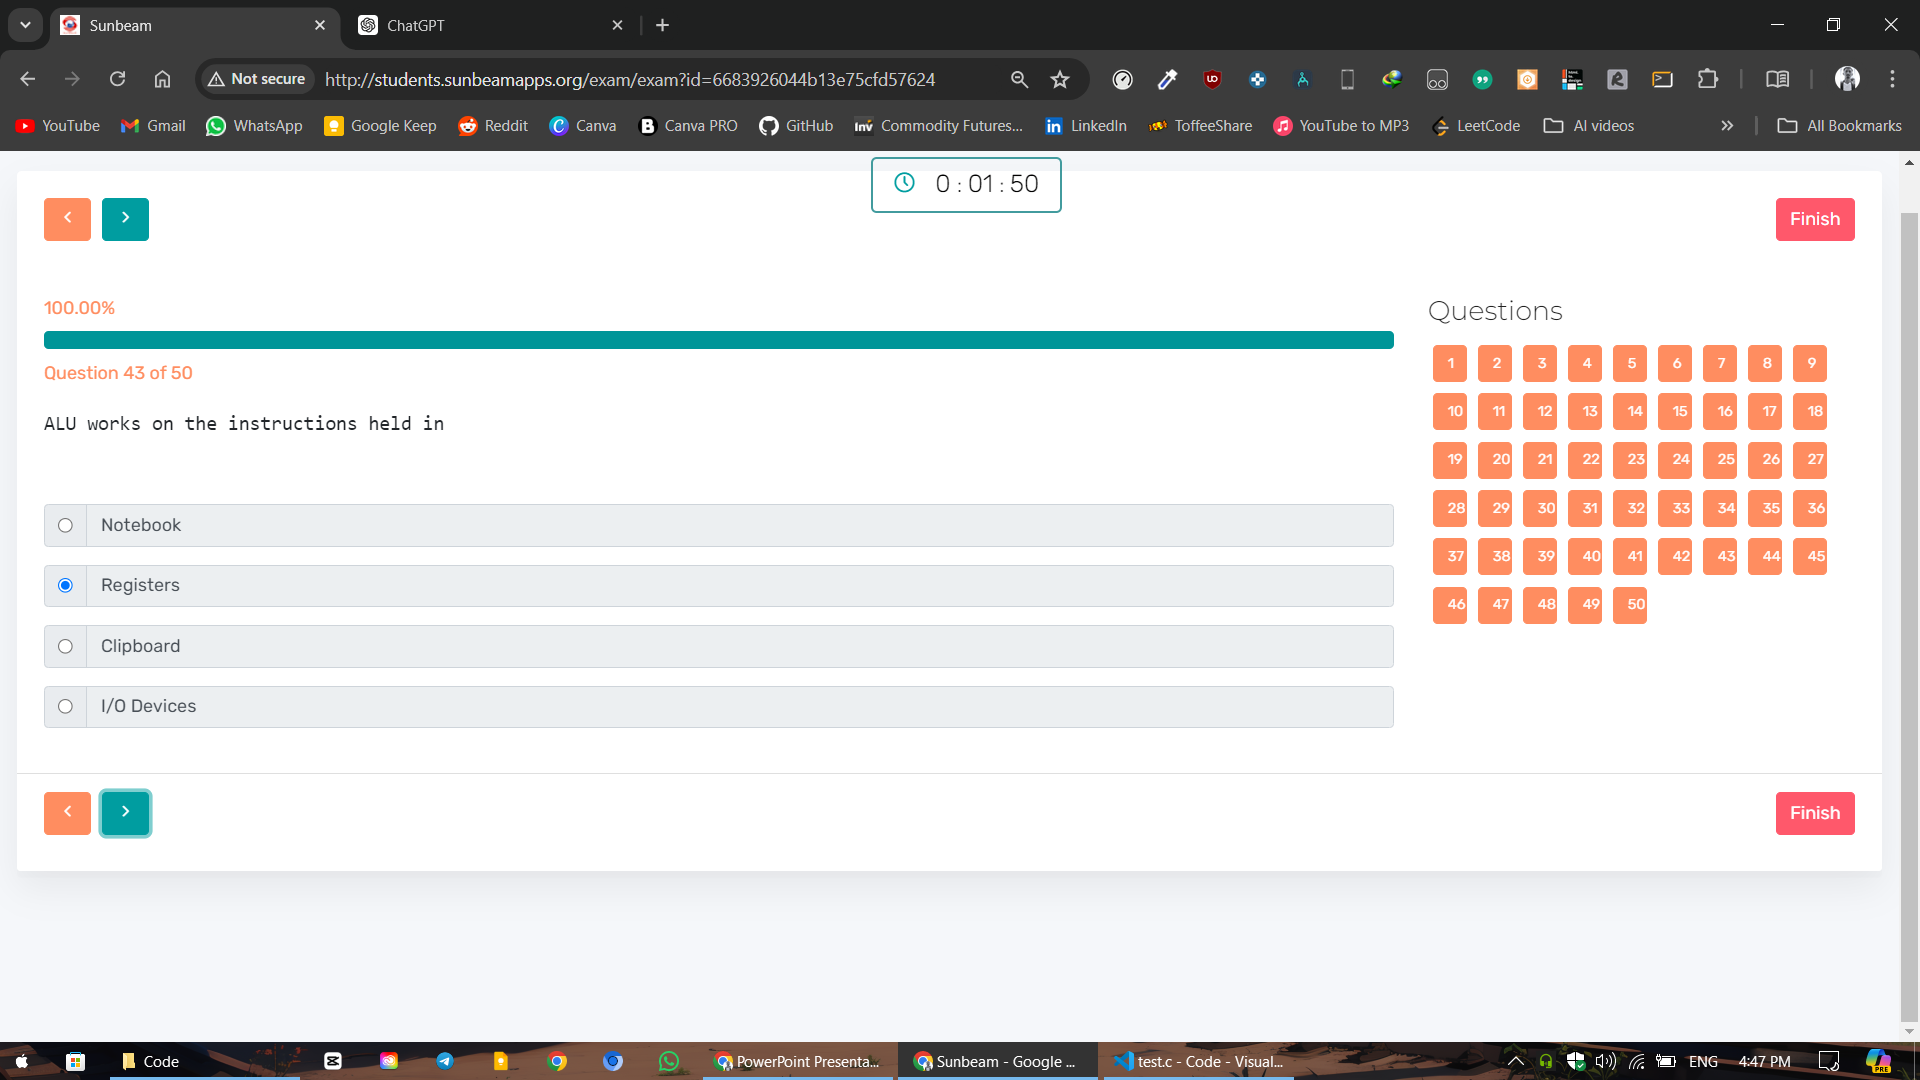 Sunbeam
ChatGPT
Not secure
http://students.sunbeamapps.org/exam/exam?id=6683926044b13e75cfd57624
YouTube
Gmail
WhatsApp
Google Keep
Reddit
Canva
Canva PRO
GitHub
Inv Commodity Futures...
LinkedIn
ToffeeShare
YouTube to MP3
LeetCode
AI videos
All Bookmarks
0 : 01 : 50
Finish
100.00%
Question 43 of 50
ALU works on the instructions held in
Notebook
Registers
Clipboard
I/O Devices
Questions
1 2 3 4 5 6 7 8 9
10 11 12 13 14 15 16 17 18
19 20 21 22 23 24 25 26 27
28 29 30 31 32 33 34 35 36
37 38 39 40 41 42 43 44 45
46 47 48 49 50
Finish
Code
PowerPoint Presenta...
Sunbeam - Google ...
test.c - Code - Visual...
ENG
4:47 PM
PRE